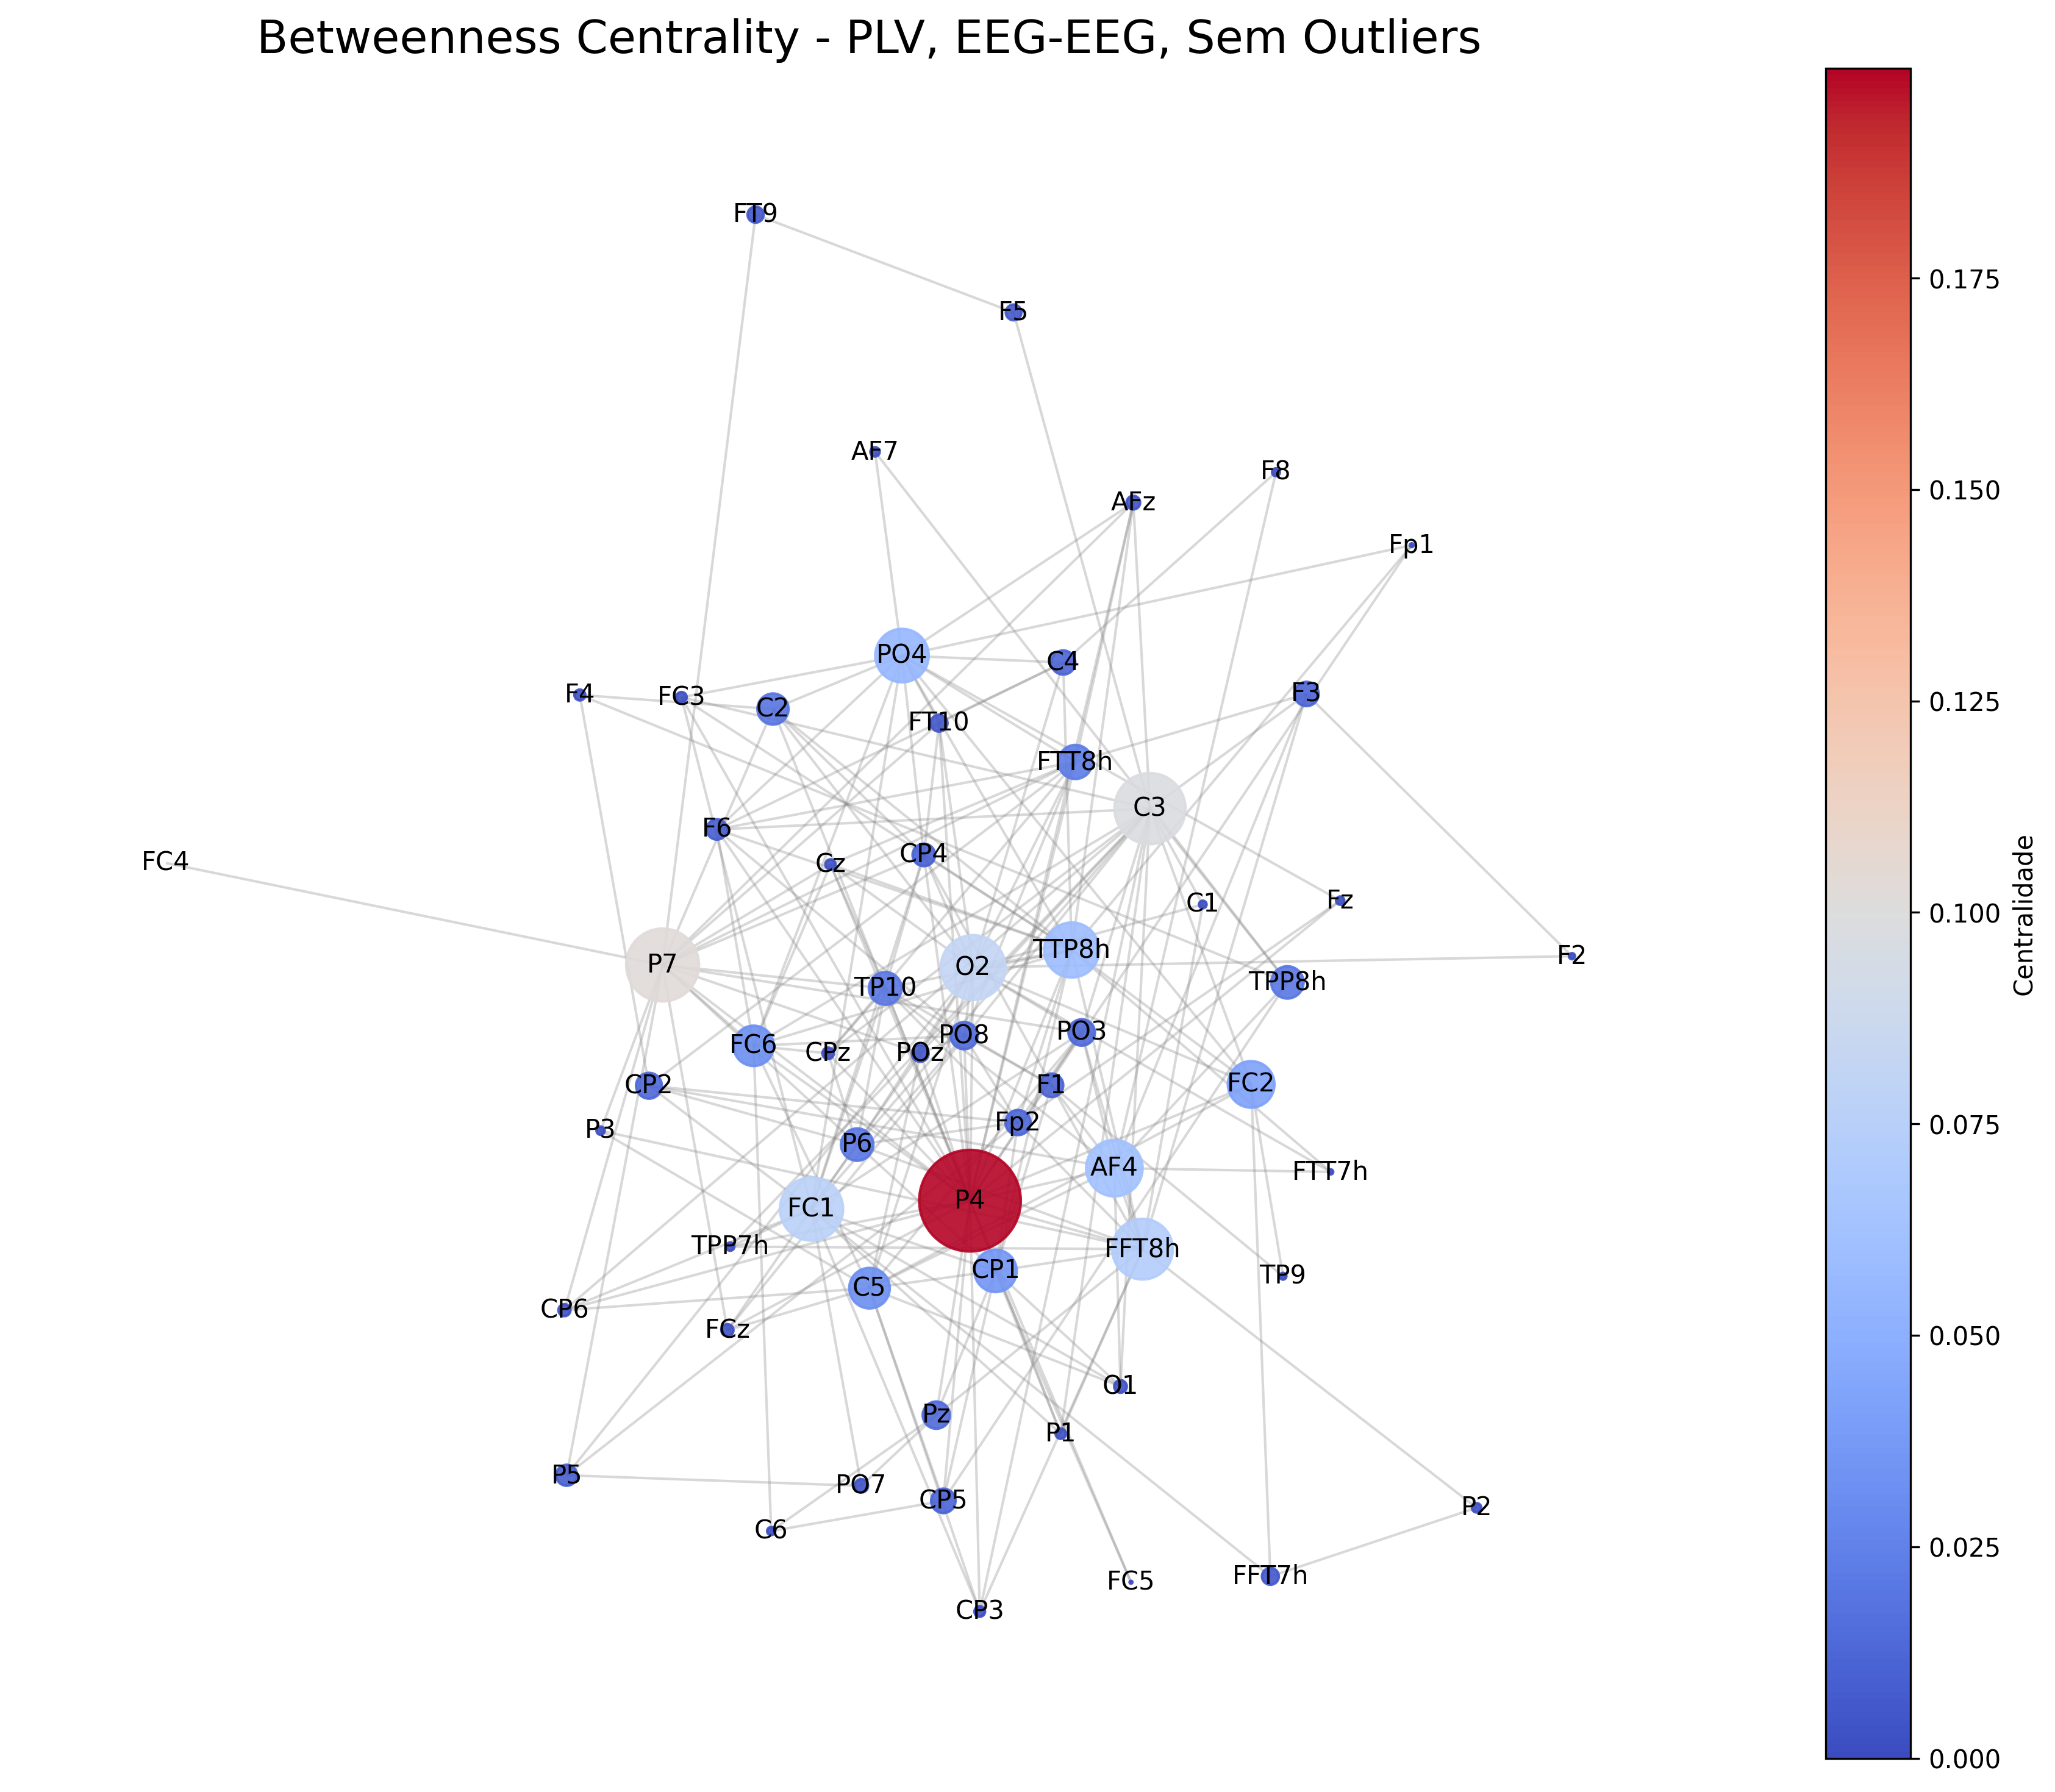 Betweenness Centrality - PLV, EEG-EEG, Sem Outliers
FT9
F5
AF7
F8
AFz
Fp1
PO4
C4
F4
FC3
C2
F3
FT10
FTT8h
C3
F6
CP4
FC4
Cz
C1
Fz
TTP8h
F2
P7
O2
TP10
TPP8h
PO8
PO3
FC6
CPz
POz
CP2
F1
FC2
Fp2
P3
P6
AF4
FTT7h
P4
FC1
TPP7h
FFT8h
CP1
TP9
C5
CP6
FCz
O1
Pz
P1
P5
PO7
CP5
P2
C6
FC5
FFT7h
CP3
0.175
0.150
0.125
0.100
0.075
0.050
0.025
0.000
Centralidade